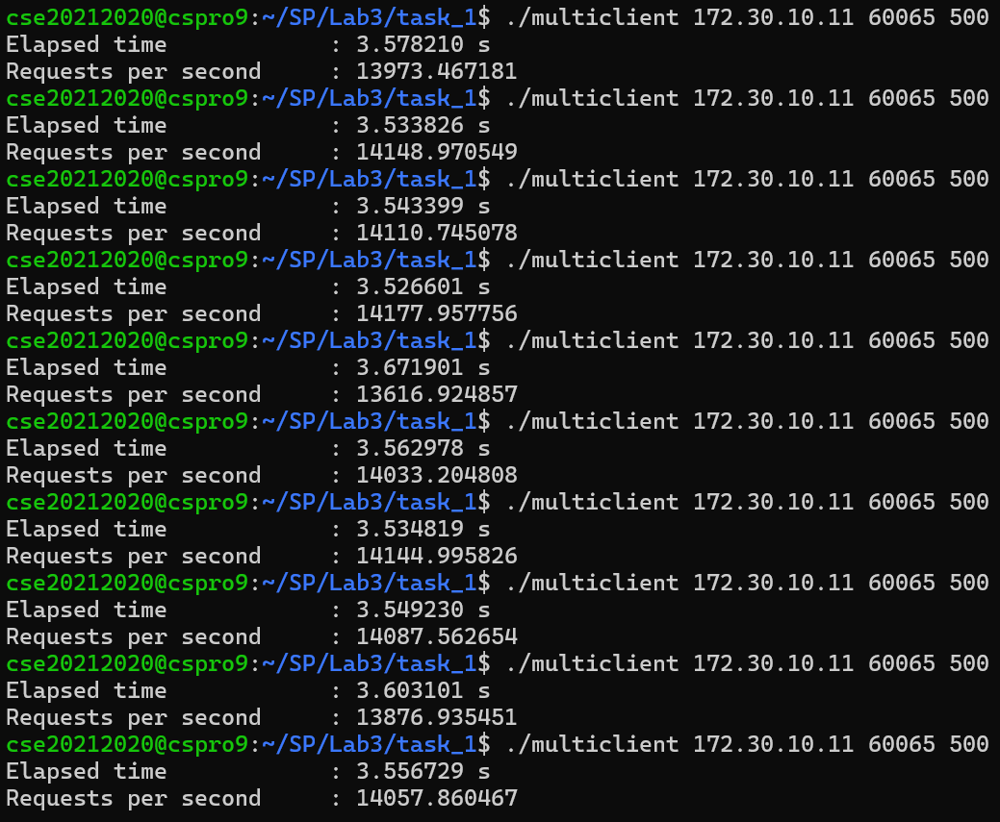 cse20212020@cspro9:~/SP/Lab3/task_1$ ./multiclient 172.30.10.11 60065 500
Elapsed time            : 3.578210 s
Requests per second     : 13973.467181
cse20212020@cspro9:~/SP/Lab3/task_1$ ./multiclient 172.30.10.11 60065 500
Elapsed time            : 3.533826 s
Requests per second     : 14148.970549
cse20212020@cspro9:~/SP/Lab3/task_1$ ./multiclient 172.30.10.11 60065 500
Elapsed time            : 3.543399 s
Requests per second     : 14110.745078
cse20212020@cspro9:~/SP/Lab3/task_1$ ./multiclient 172.30.10.11 60065 500
Elapsed time            : 3.526601 s
Requests per second     : 14177.957756
cse20212020@cspro9:~/SP/Lab3/task_1$ ./multiclient 172.30.10.11 60065 500
Elapsed time            : 3.671901 s
Requests per second     : 13616.924857
cse20212020@cspro9:~/SP/Lab3/task_1$ ./multiclient 172.30.10.11 60065 500
Elapsed time            : 3.562978 s
Requests per second     : 14033.204808
cse20212020@cspro9:~/SP/Lab3/task_1$ ./multiclient 172.30.10.11 60065 500
Elapsed time            : 3.534819 s
Requests per second     : 14144.995826
cse20212020@cspro9:~/SP/Lab3/task_1$ ./multiclient 172.30.10.11 60065 500
Elapsed time            : 3.549230 s
Requests per second     : 14087.562654
cse20212020@cspro9:~/SP/Lab3/task_1$ ./multiclient 172.30.10.11 60065 500
Elapsed time            : 3.603101 s
Requests per second     : 13876.935451
cse20212020@cspro9:~/SP/Lab3/task_1$ ./multiclient 172.30.10.11 60065 500
Elapsed time            : 3.556729 s
Requests per second     : 14057.860467